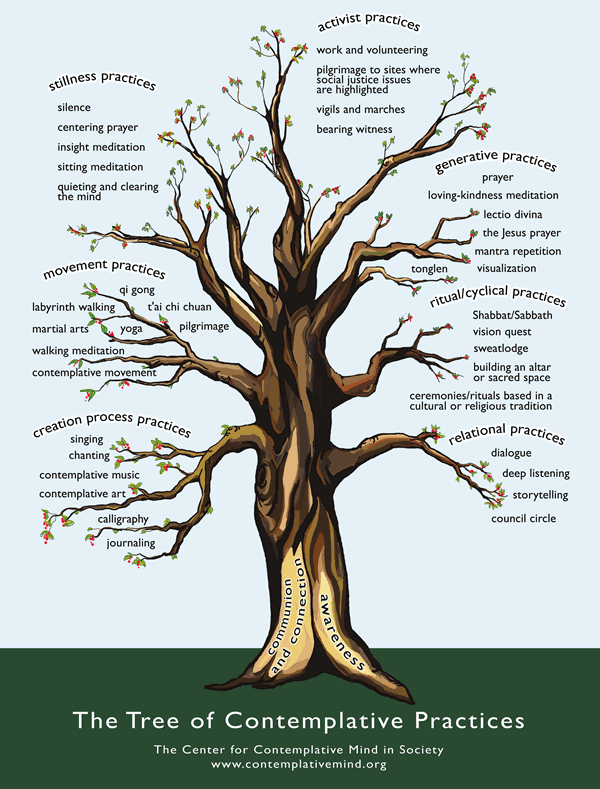 activist practices
work and volunteering
pilgrimage to sites where
social justice issues
are highlighted
vigils and marches
bearing witness
stillness practices
silence
centering prayer
insight meditation
sitting meditation
quieting and clearing
the mind
generative practices
prayer
loving-kindness meditation
lectio divina
the Jesus prayer
mantra repetition
tonglen
visualization
movement practices
qi gong
labyrinth walking
t'ai chi chuan
martial arts
yoga
pilgrimage
walking meditation
contemplative movement
ritual/cyclical practices
Shabbat/Sabbath
vision quest
sweatlodge
building an altar
or sacred space
ceremonies/rituals based in a
cultural or religious tradition
creation process practices
singing
chanting
contemplative music
contemplative art
calligraphy
journaling
relational practices
dialogue
deep listening
storytelling
council circle
communion
and connection
awareness
The Tree of Contemplative Practices
The Center for Contemplative Mind in Society
www.contemplativemind.org